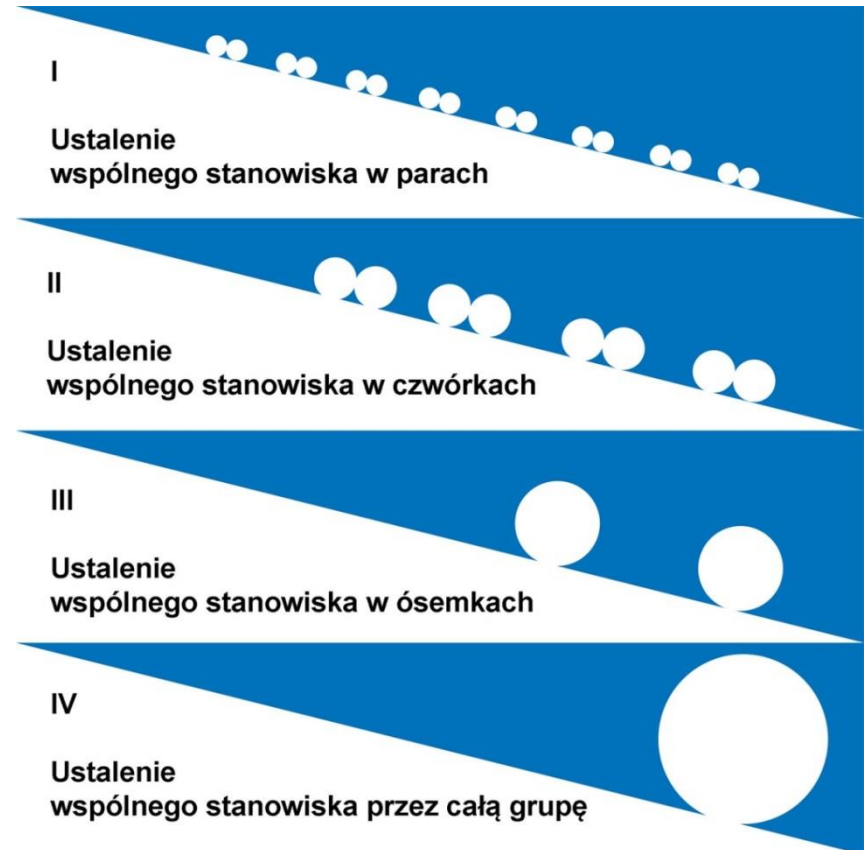 I
Ustalenie
wspólnego stanowiska w parach
II
Ustalenie
wspólnego stanowiska w czwórkach
III
Ustalenie
wspólnego stanowiska w ósemkach
IV
Ustalenie
wspólnego stanowiska przez całą grupę